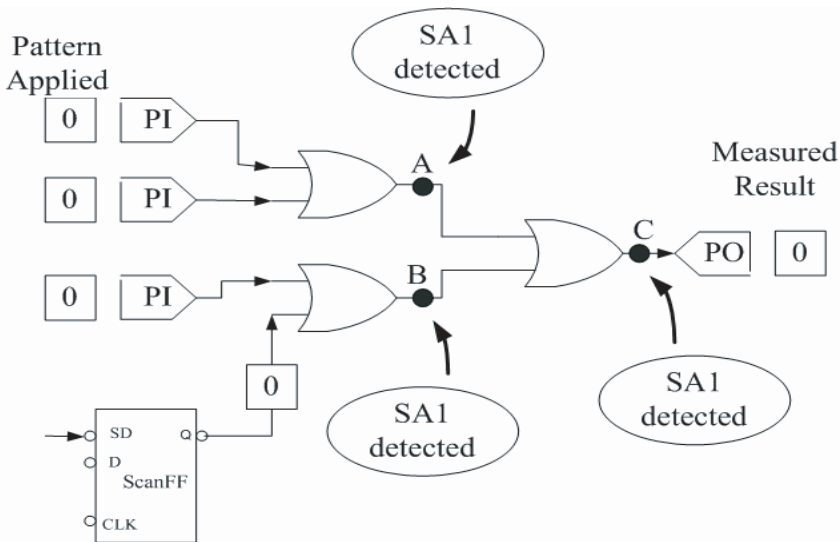 SA1
detected
Pattern
Applied
0
PI
A
Measured
Result
0
PI
C
PO
0
0
PI
B
0
SA1
detected
SA1
detected
SD
Q
D
ScanFF
CLK